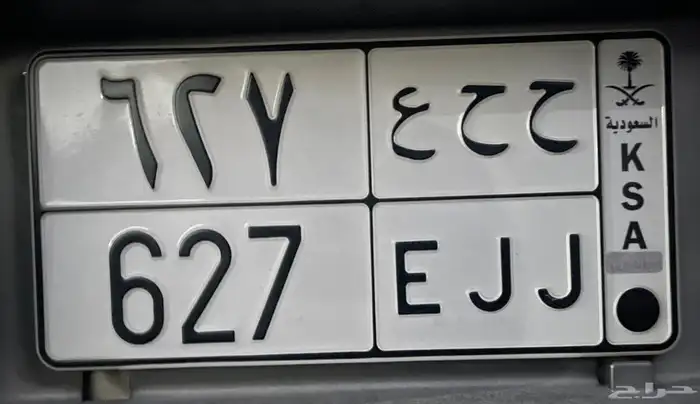 ٦٢٧ ح ح ع
627 E J J
السعودية
K
S
A
حراج